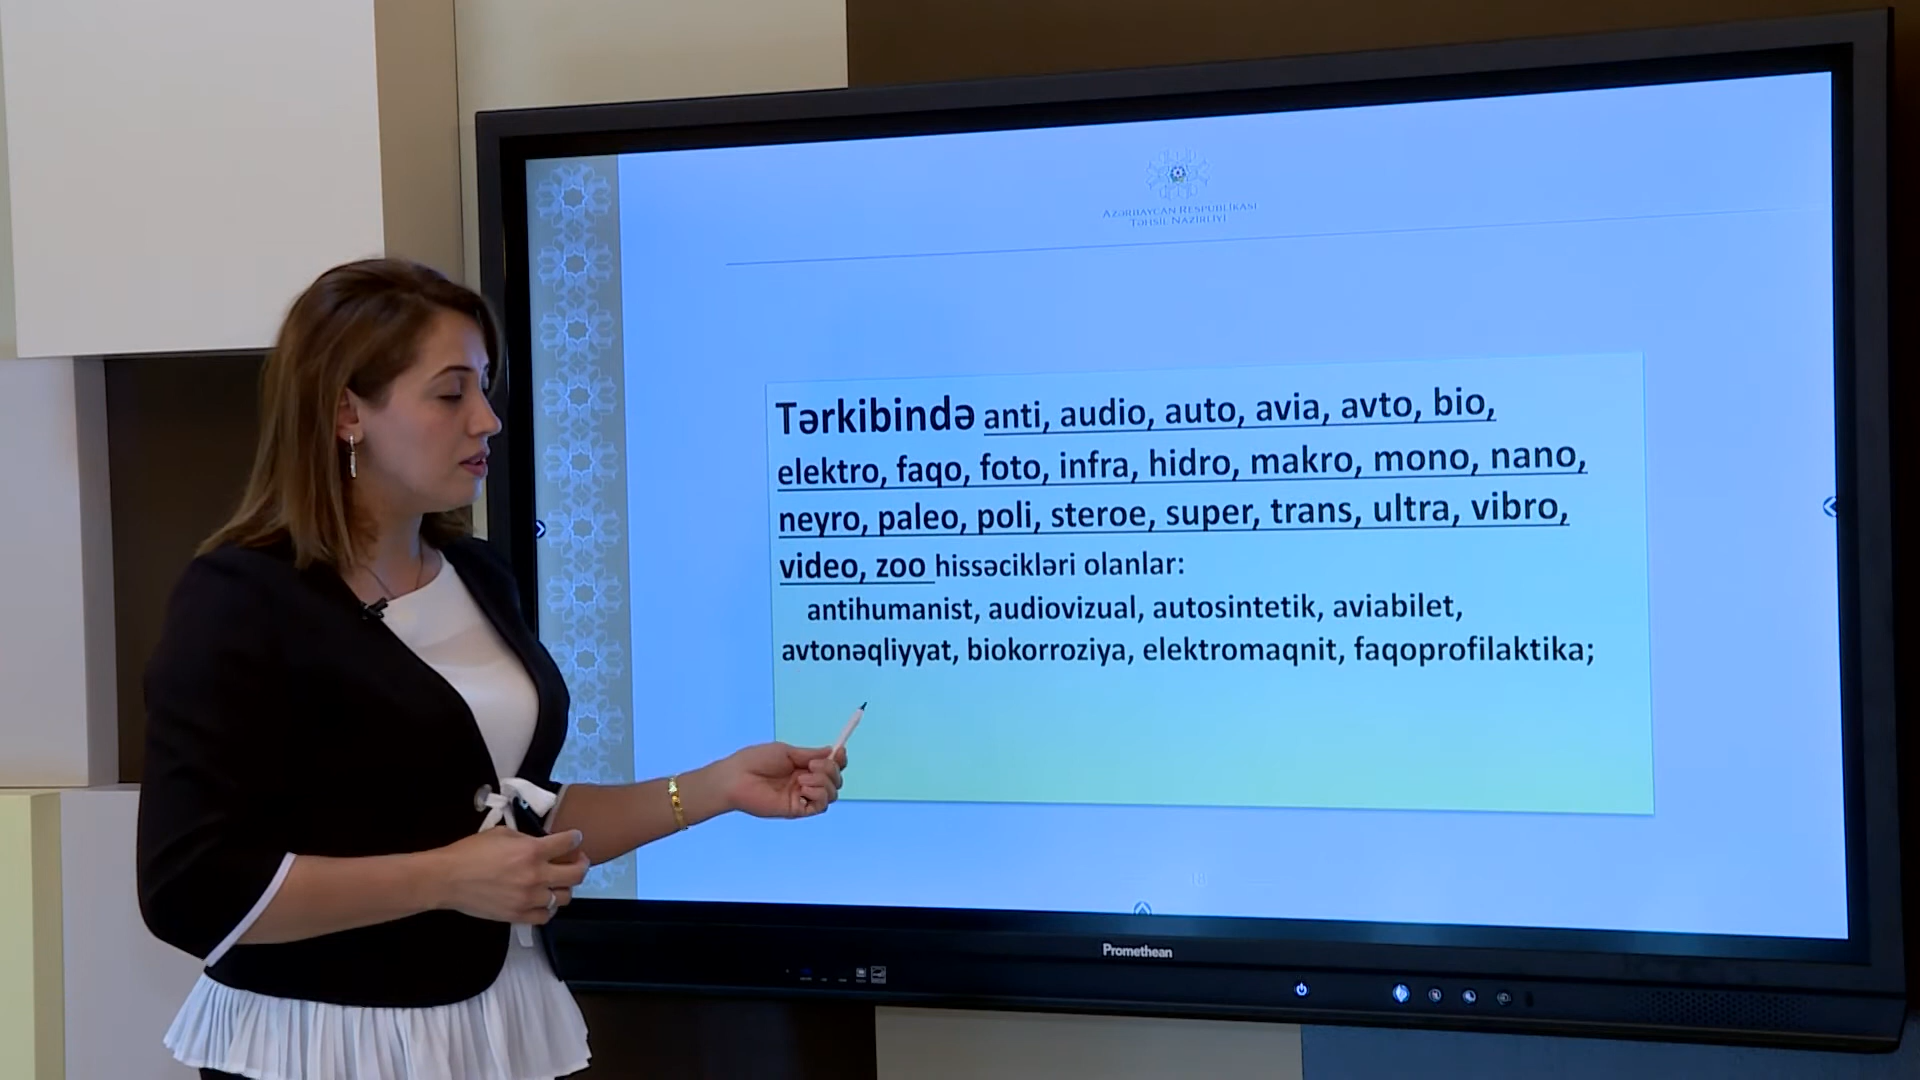 AZƏRBAYCAN RESPUBLİKASI
TƏHSİL NAZİRLİYİ
Tərkibində anti, audio, auto, avia, avto, bio,
elektro, faqo, foto, infra, hidro, makro, mono, nano,
neyro, paleo, poli, steroe, super, trans, ultra, vibro,
video, zoo hissəcikləri olanlar:
antihumanist, audiovizual, autosintetik, aviabilet,
avtonəqliyyat, biokorroziya, elektromaqnit, faqoprofilaktika;
18
Promethean